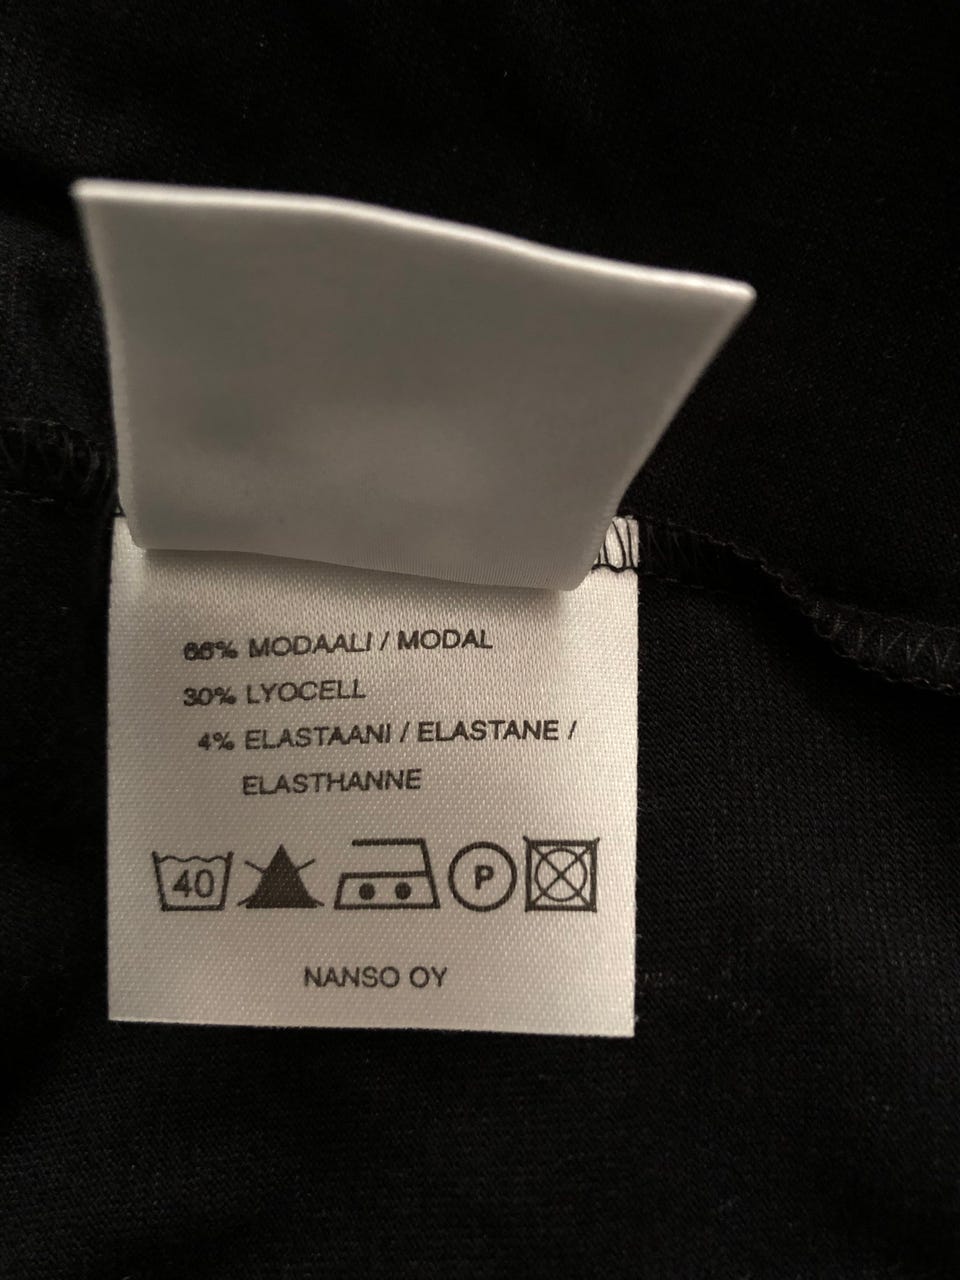 66% MODAALI / MODAL
30% LYOCELL
4% ELASTAANI / ELASTANE /
ELASTHANNE
40
P
NANSO OY